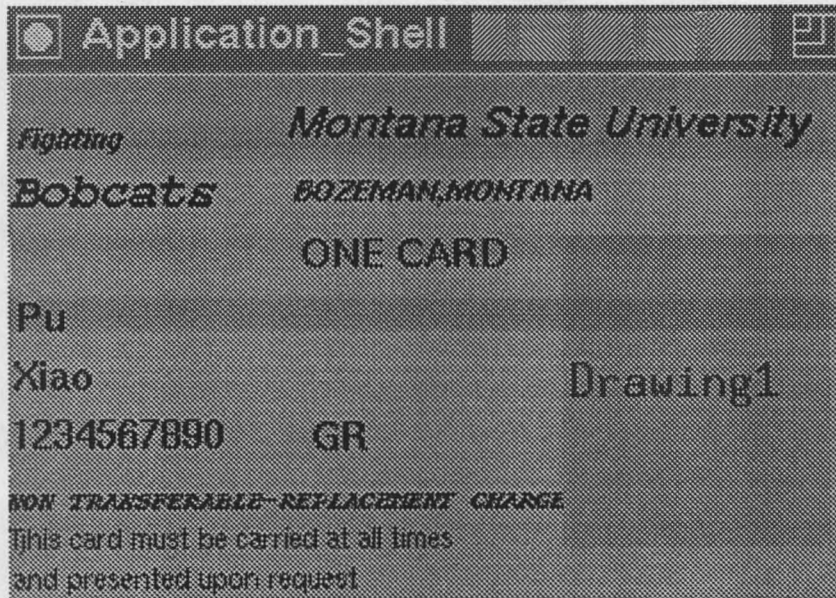 Application_Shell
Fighting Montana State University
Bobcats BOZEMAN,MONTANA
ONE CARD
Pu
Xiao
Drawing1
1234567890 GR
NON TRANSFERABLE-REPLACEMENT CHARGE
Tjhis card must be carried at all times
and presented upon request